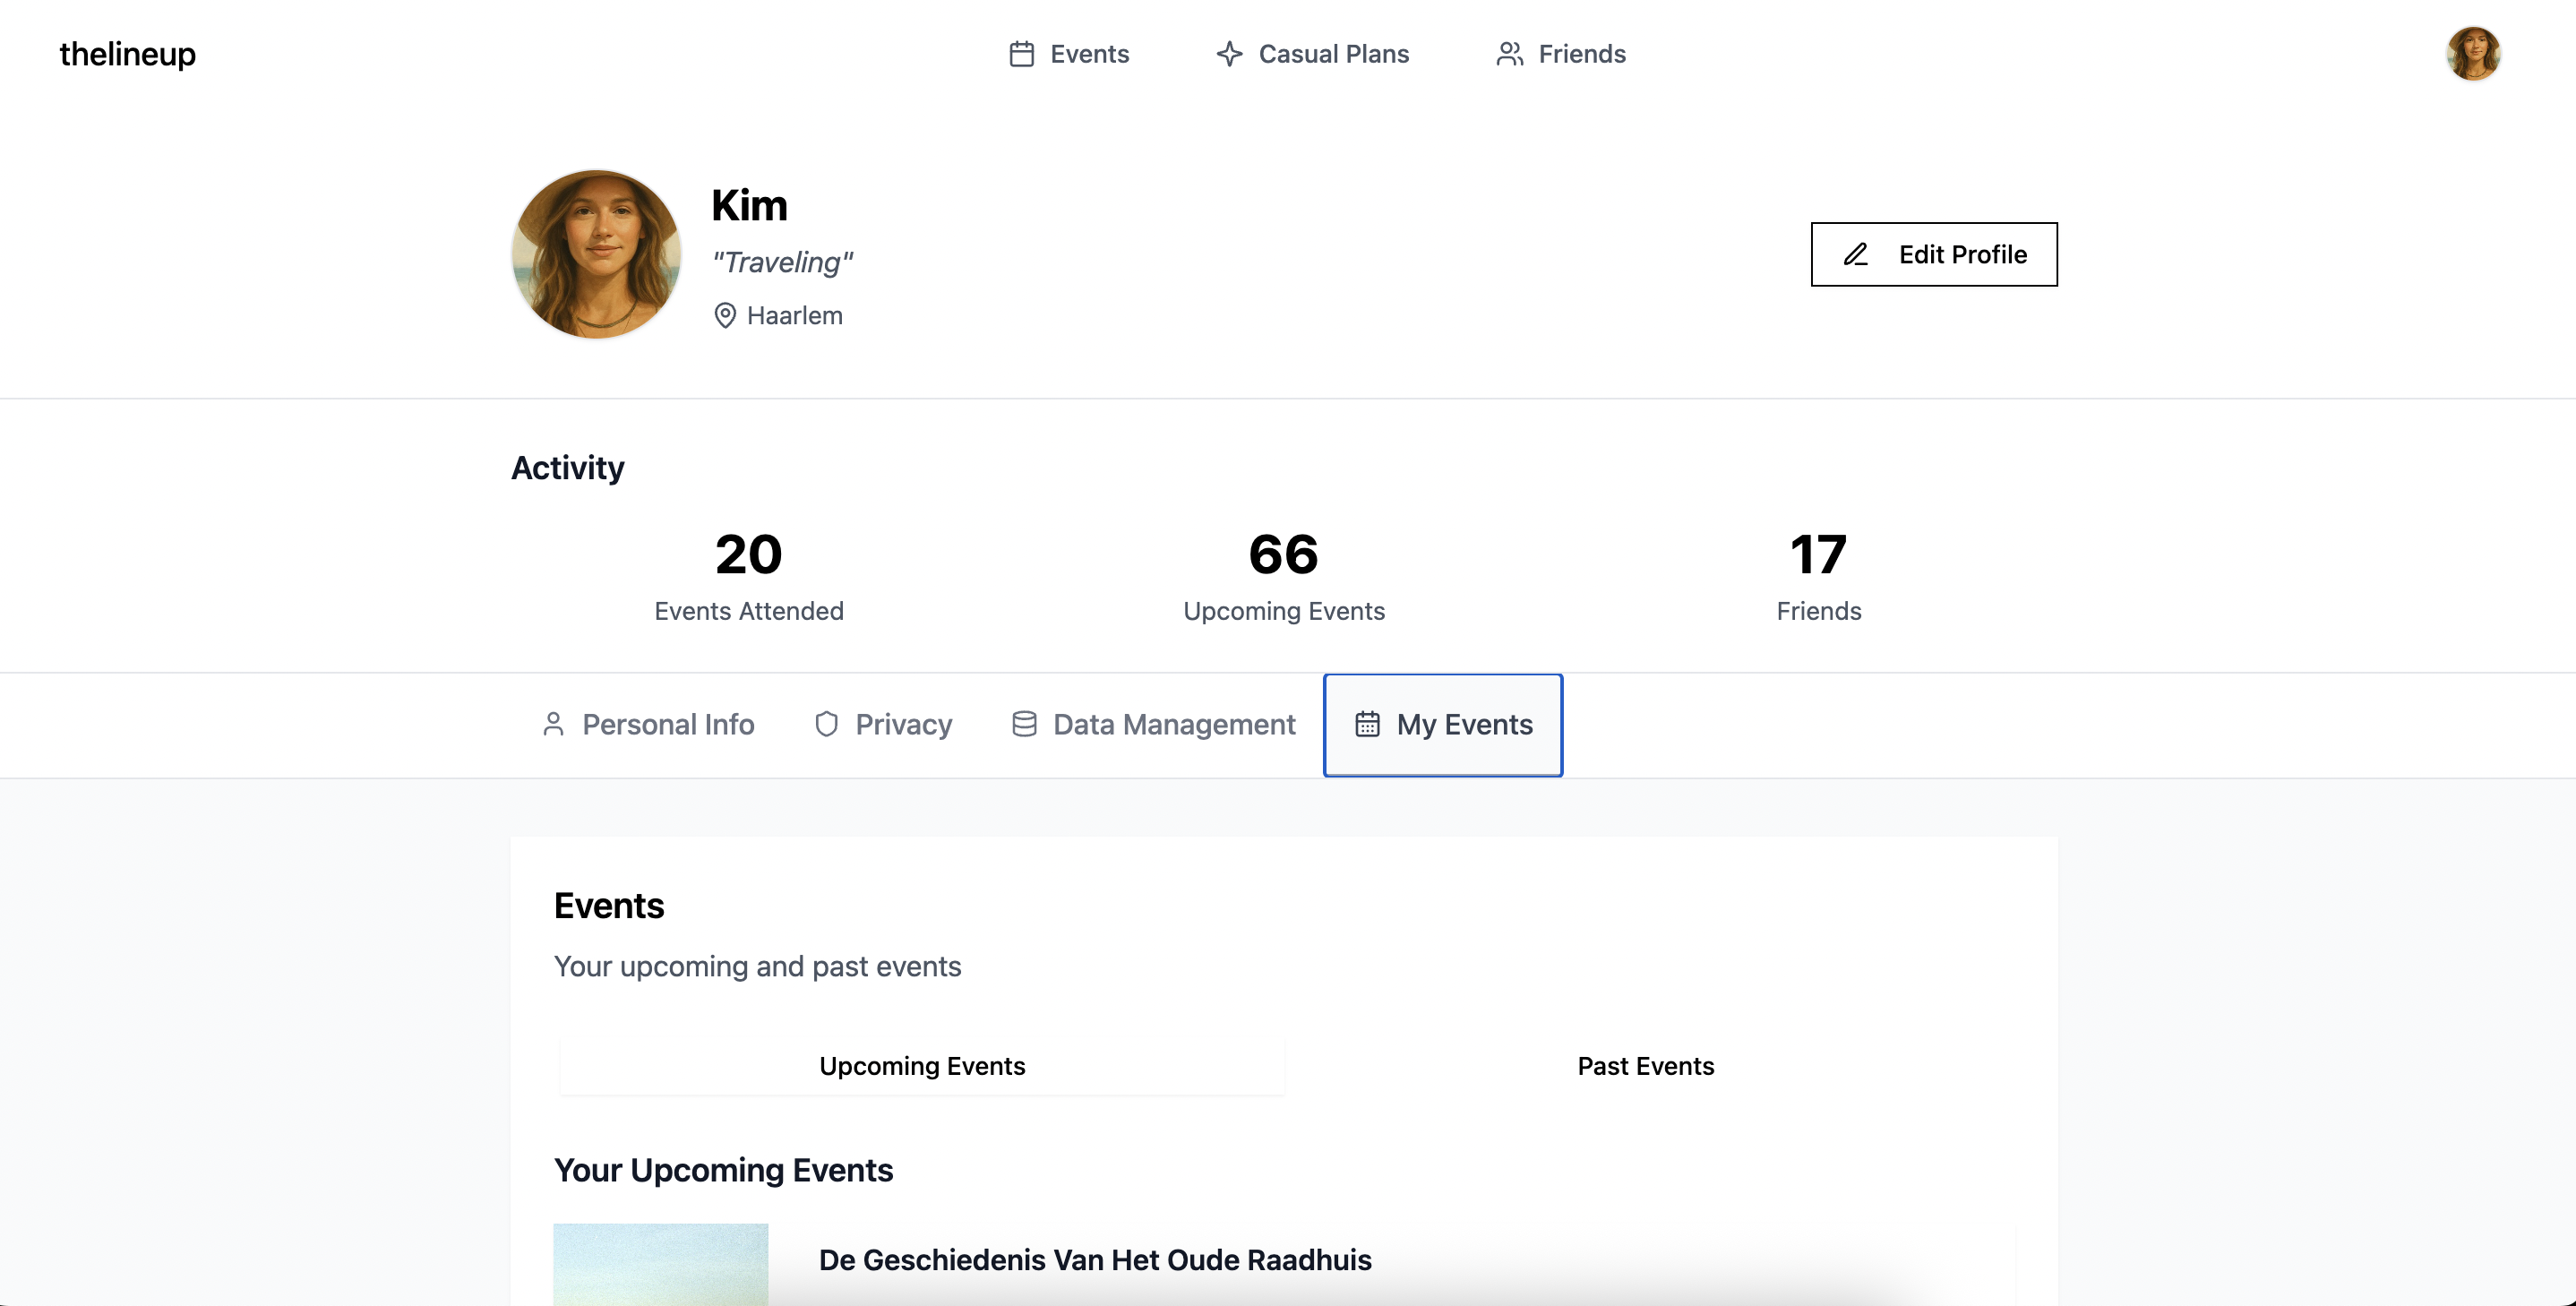 thelineup
Events
Casual Plans
Friends
Kim
"Traveling"
Haarlem
Edit Profile
Activity
20
Events Attended
66
Upcoming Events
17
Friends
Personal Info
Privacy
Data Management
My Events
Events
Your upcoming and past events
Upcoming Events
Past Events
Your Upcoming Events
De Geschiedenis Van Het Oude Raadhuis